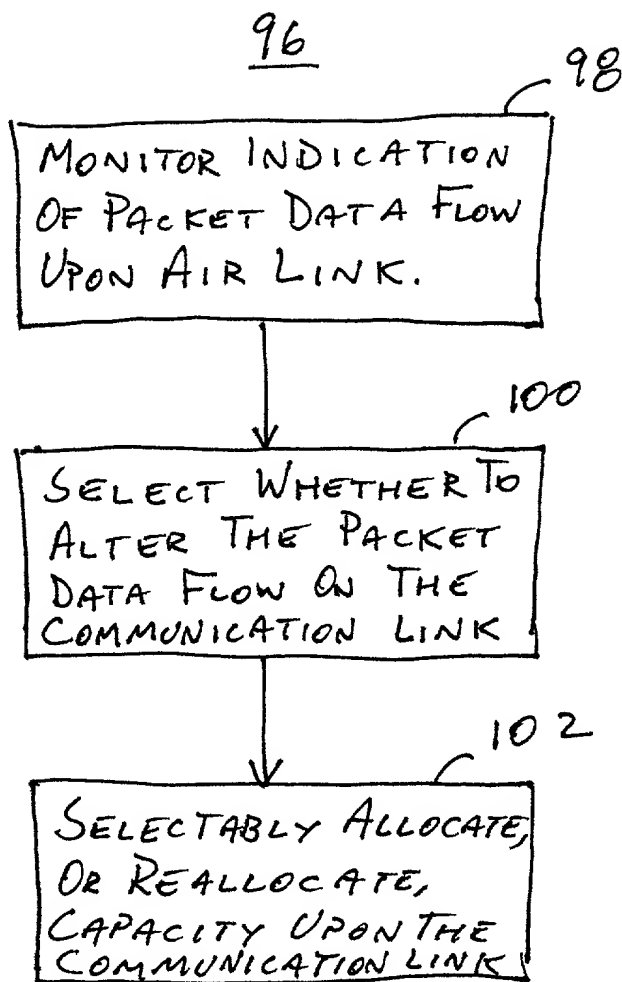 96
98
MONITOR INDICATION
OF PACKET DATA FLOW
UPON AIR LINK.
100
SELECT WHETHER TO
ALTER THE PACKET
DATA FLOW ON THE
COMMUNICATION LINK
102
SELECTABLY ALLOCATE,
OR REALLOCATE,
CAPACITY UPON THE
COMMUNICATION LINK